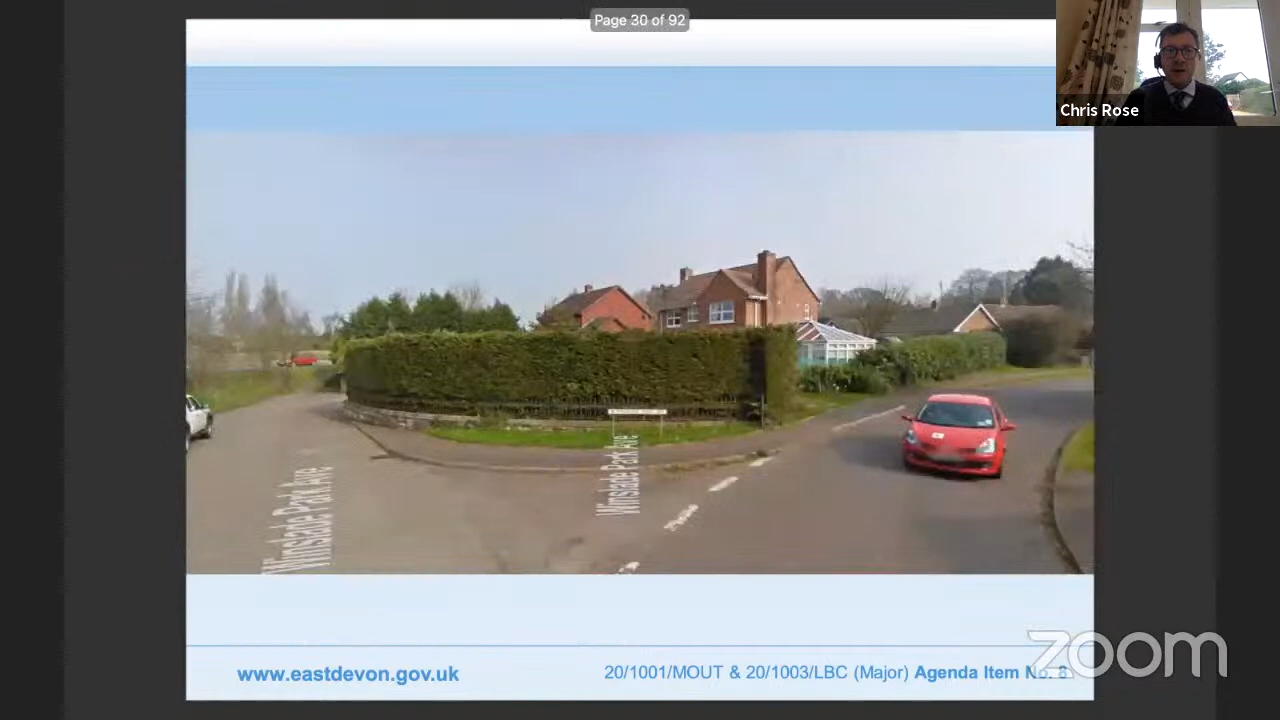 Page 30 of 92
Chris Rose
Winslade Park Ave
Winslade Park Ave
www.eastdevon.gov.uk
20/1001/MOUT & 20/1003/LBC (Major) Agenda Item No. 8
zoom